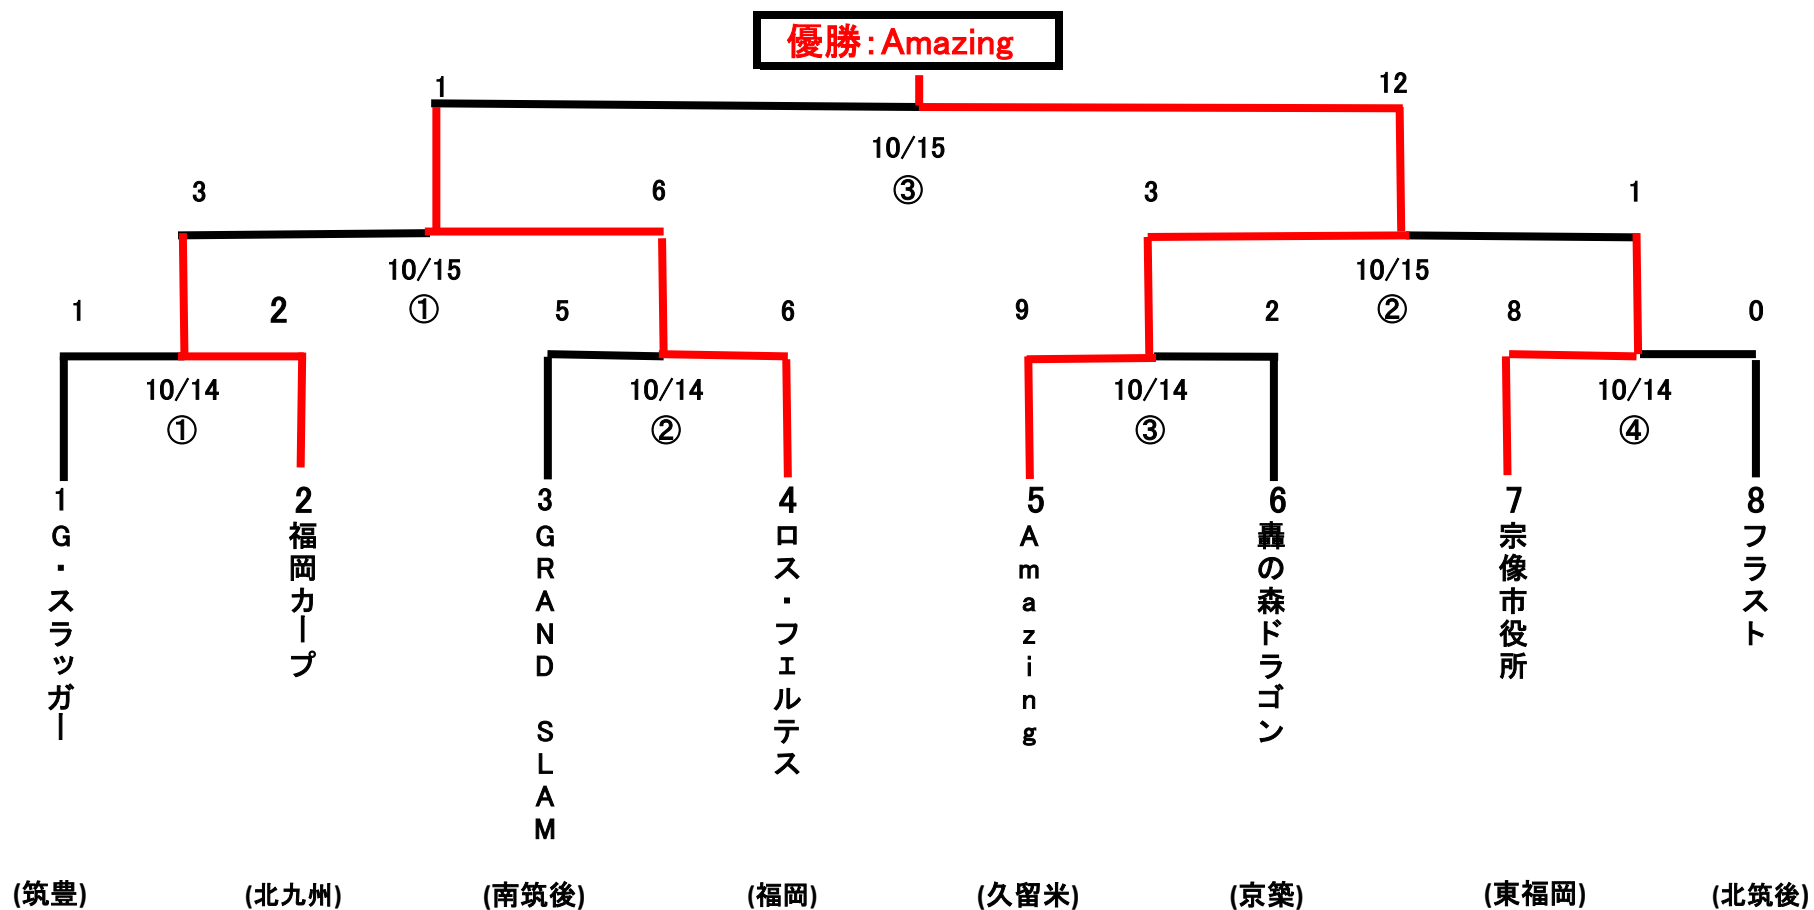 優勝：Amazing
1
12
10/15
③
3
6
3
1
10/15
①
10/15
②
1
2
5
6
9
2
8
0
10/14
①
10/14
②
10/14
③
10/14
④
1
G・スラッガー
2
福岡カープ
3
GRAND SLAM
4
ロス・フェルテス
5
Amazing
6
轟の森ドラゴン
7
宗像市役所
8
フラスト
(筑豊)
(北九州)
(南筑後)
(福岡)
(久留米)
(京築)
(東福岡)
(北筑後)